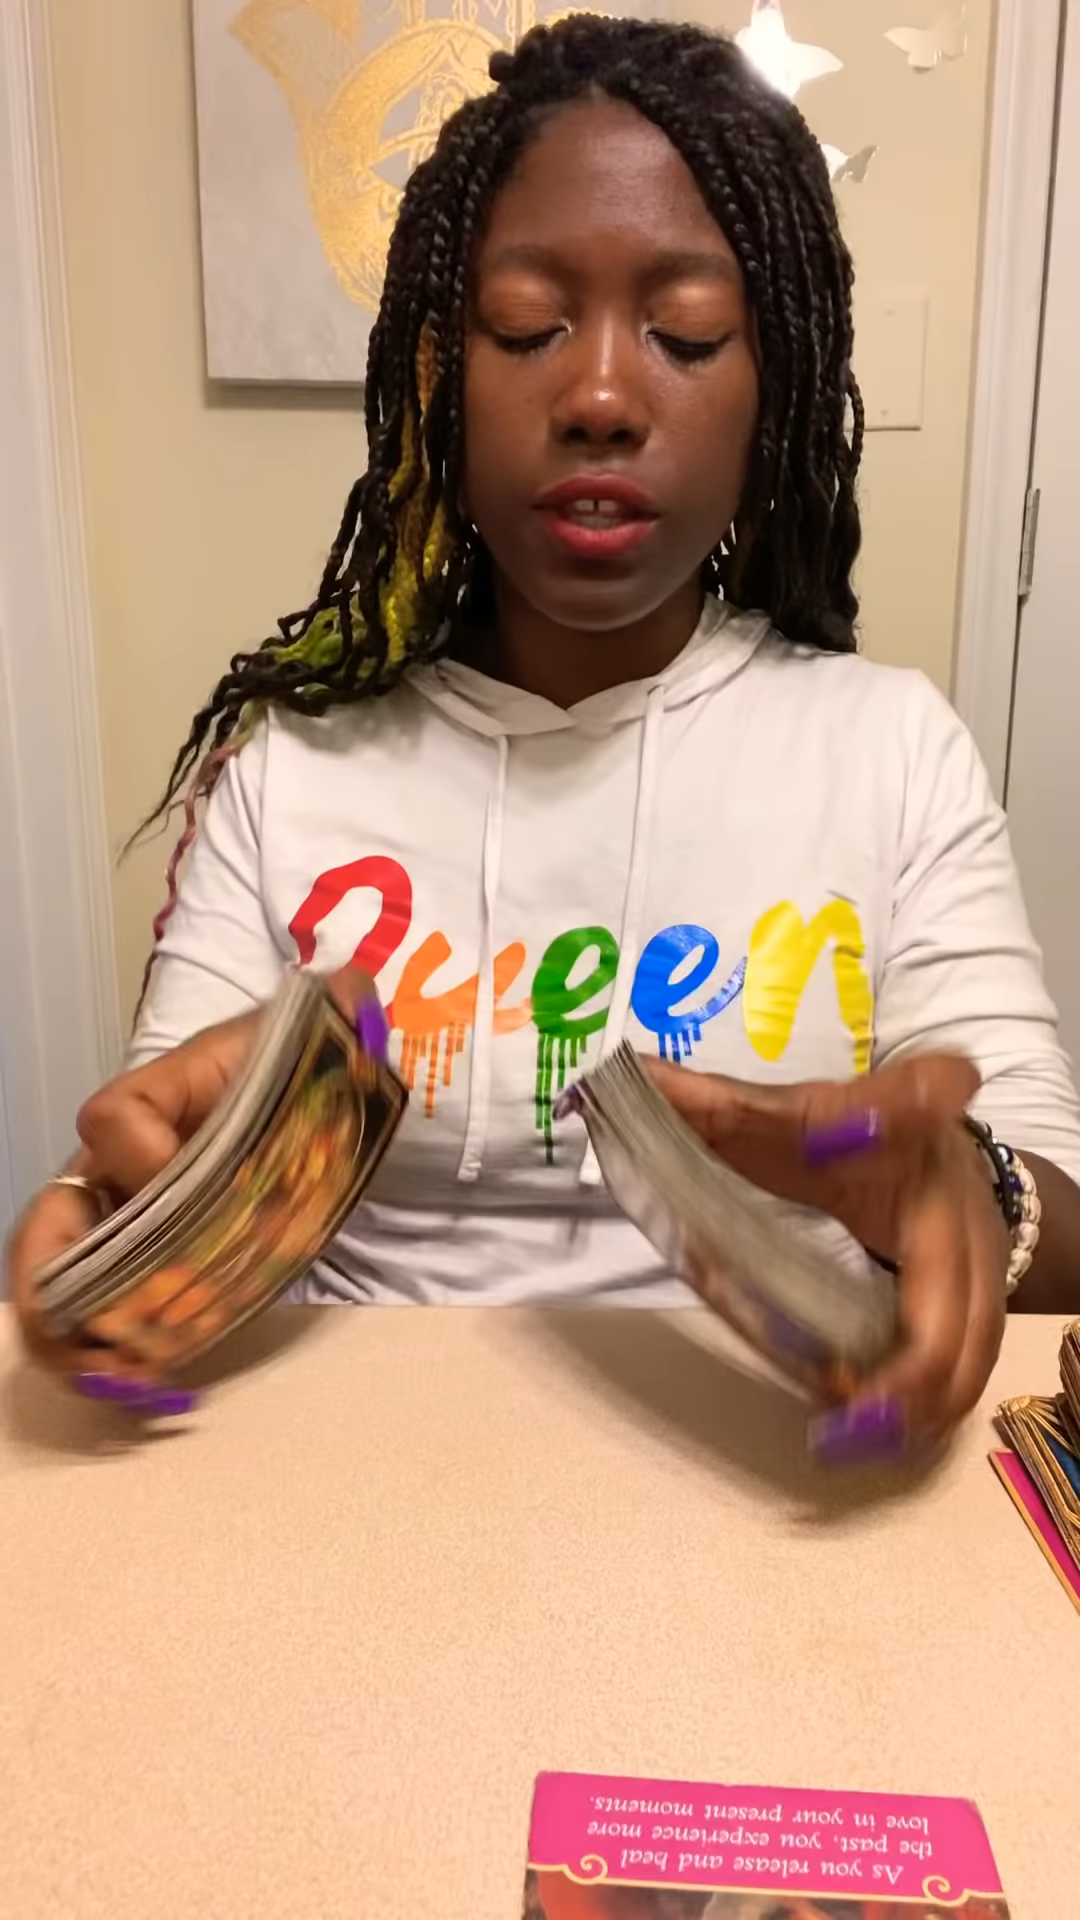 Queen
As you release and heal
the past, you experience more
love in your present moments.